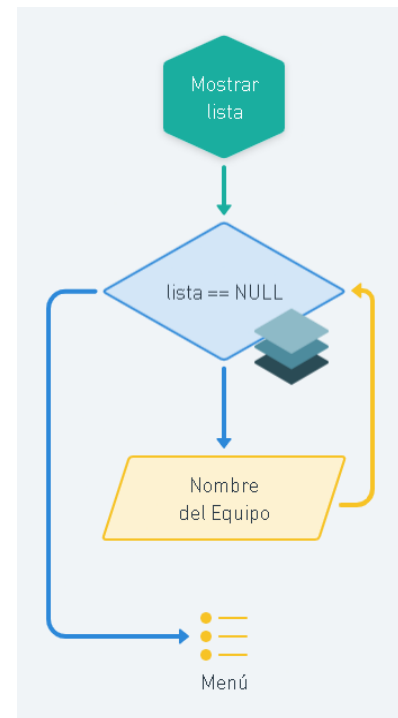 Mostrar
lista
lista == NULL
Nombre
del Equipo
Menú